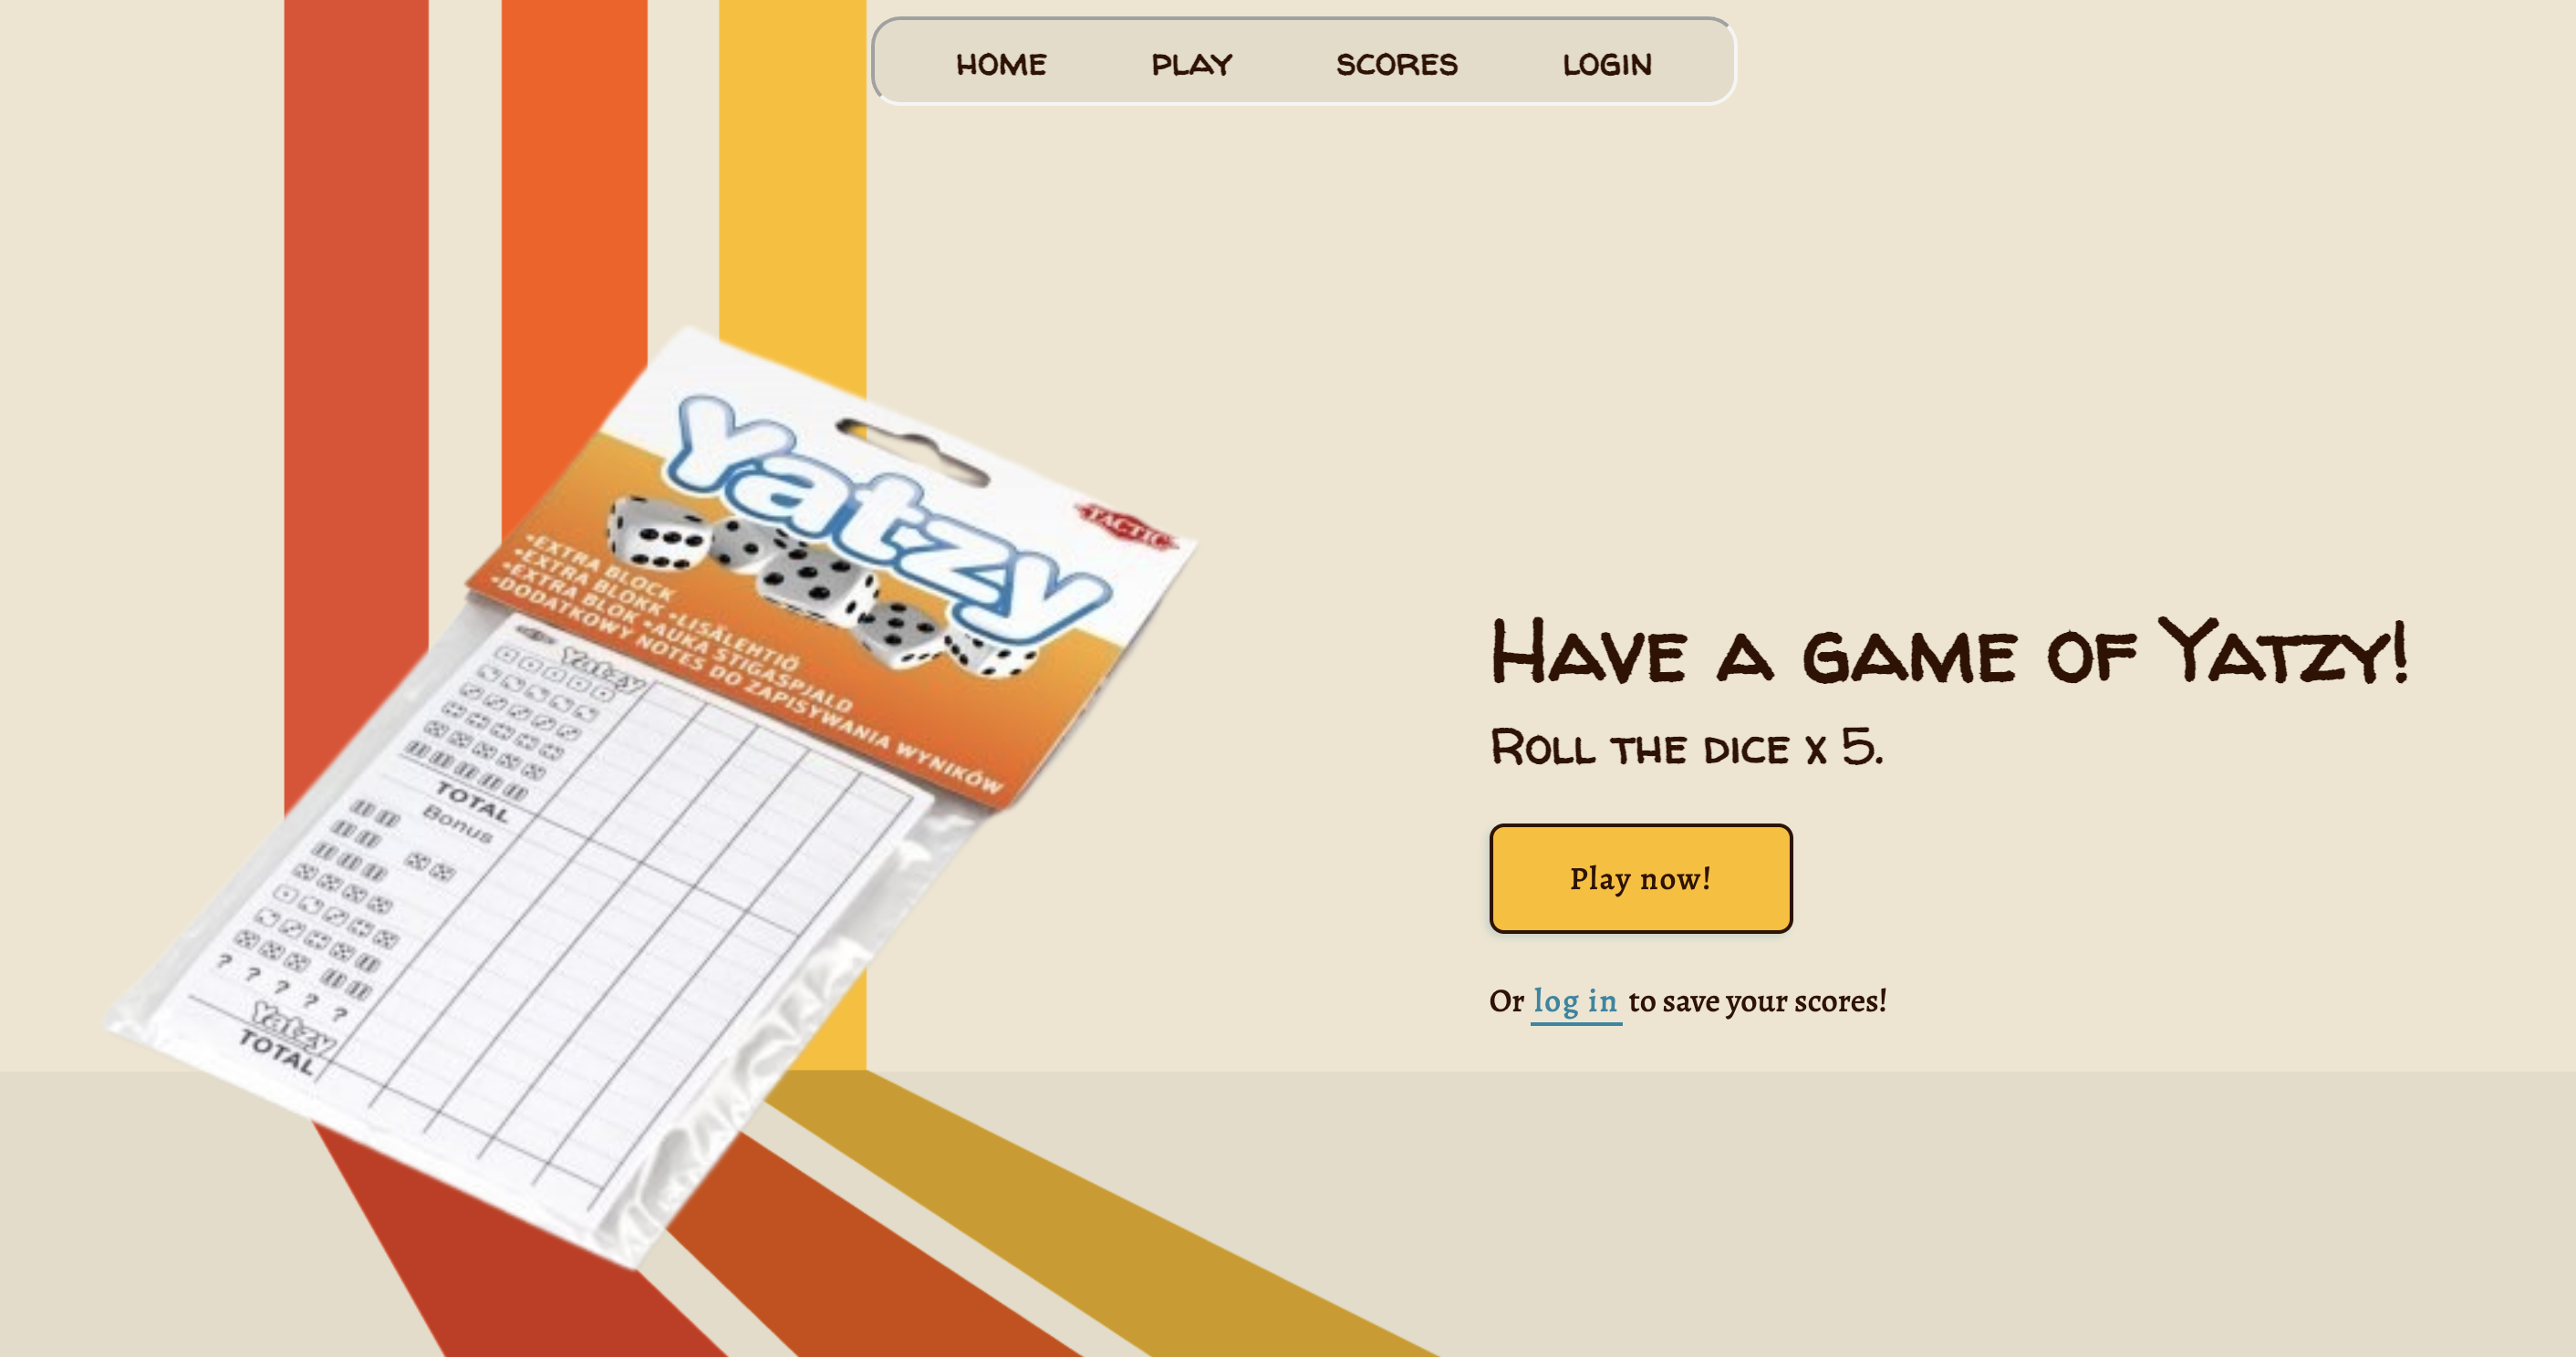 HOME PLAY SCORES LOGIN
Yatzy
TACTIC
•EXTRA BLOCK
•EXTRA BLOKK •LISÄLEHTIÖ
•EXTRA BLOK •AUKA STIGASPJALD
•DODATKOWY NOTES DO ZAPISYWANIA WYNIKÓW
Yatzy
TOTAL
Bonus
? ? ? ? ?
Yatzy
TOTAL
Have a game of Yatzy!
Roll the dice x 5.
Play now!
Or log in to save your scores!